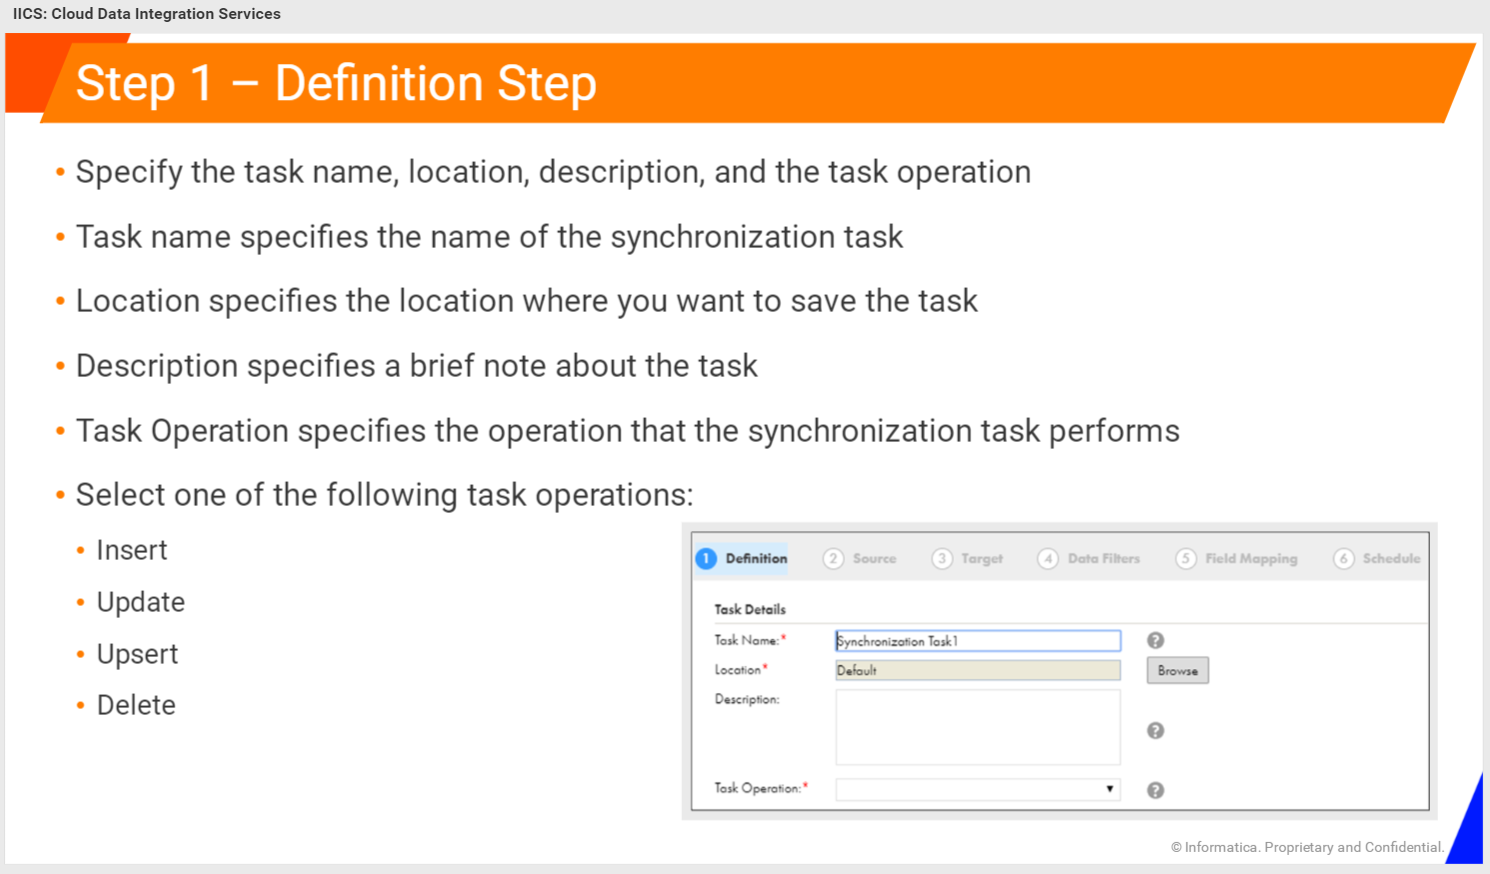 IICS: Cloud Data Integration Services
Step 1 – Definition Step
• Specify the task name, location, description, and the task operation
• Task name specifies the name of the synchronization task
• Location specifies the location where you want to save the task
• Description specifies a brief note about the task
• Task Operation specifies the operation that the synchronization task performs
• Select one of the following task operations:
• Insert
• Update
• Upsert
• Delete
1 Definition 2 Source 3 Target 4 Data Filters 5 Field Mapping 6 Schedule
Task Details
Task Name:* Synchronization Task1 ?
Location* Default Browse
Description: ?
Task Operation:* ▼ ?
© Informatica. Proprietary and Confidential.